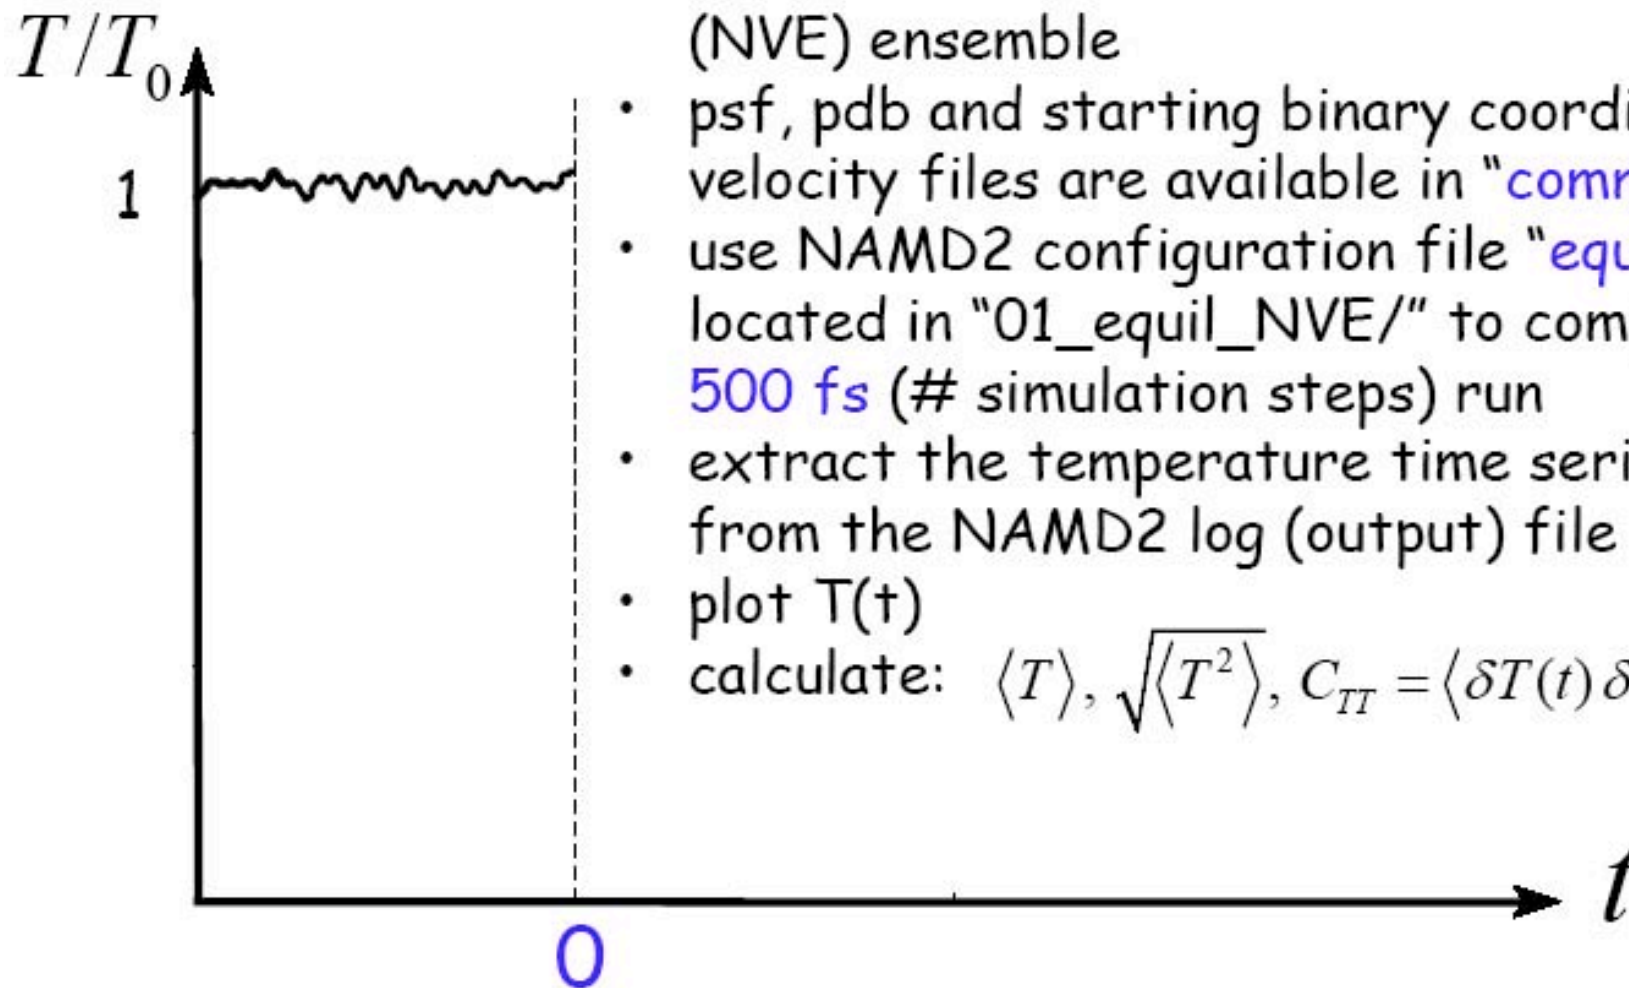 T/T₀
1
(NVE) ensemble
• psf, pdb and starting binary coordi
velocity files are available in “com
• use NAMD2 configuration file “equ
located in “01_equil_NVE/” to com
500 fs (# simulation steps) run
• extract the temperature time seri
from the NAMD2 log (output) file
• plot T(t)
• calculate: ⟨T⟩, √⟨T²⟩, C_TT = ⟨δT(t) δ
t
0